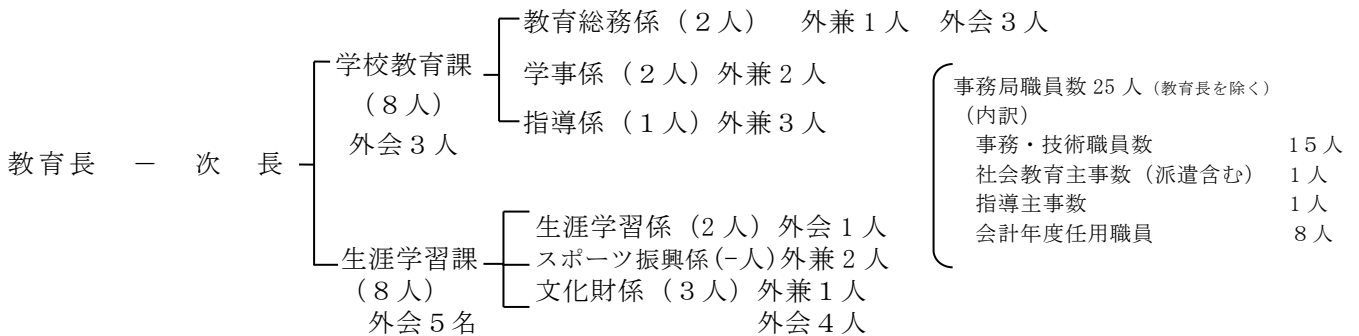 教育総務係（２人）　外兼１人　外会３人
学校教育課
（８人）
外会３人
学事係（２人）外兼２人
指導係（１人）外兼３人
教育長　－　次　長
生涯学習課
（８人）
外会５名
生涯学習係（2人）外会１人
スポーツ振興係(-人)外兼２人
文化財係（３人）外兼１人
外会４人
事務局職員数 25 人（教育長を除く）
（内訳）
事務・技術職員数　１５人
社会教育主事数（派遣含む）　１人
指導主事数　１人
会計年度任用職員　８人